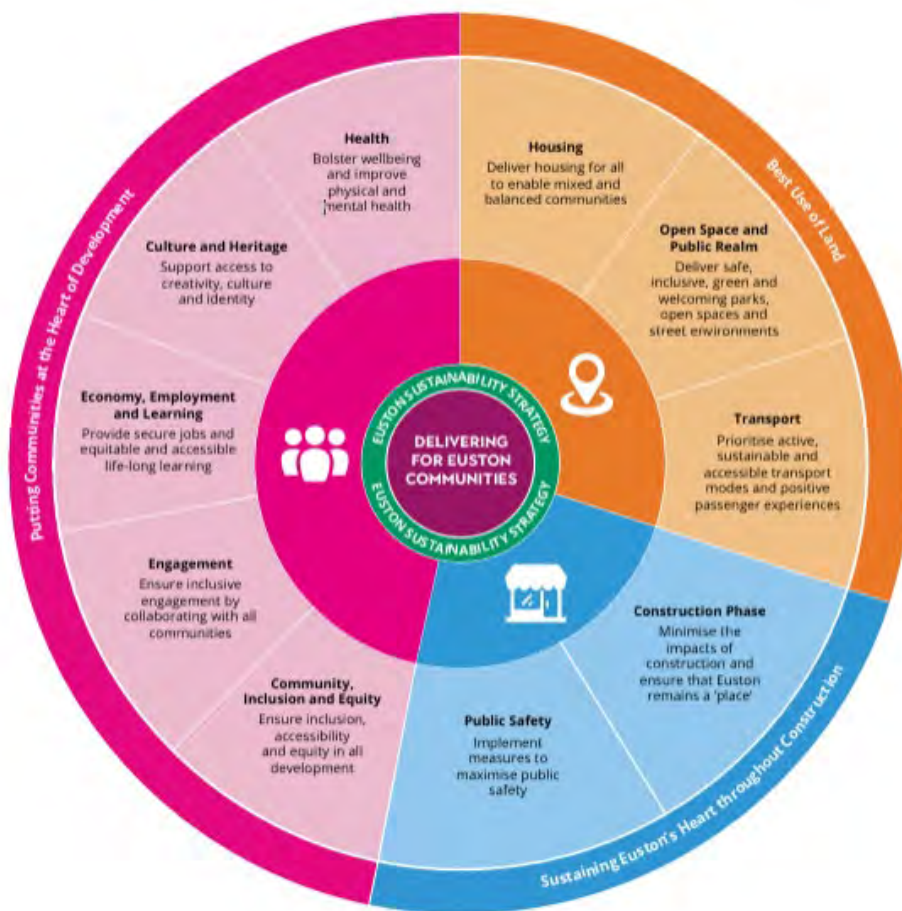 Putting Communities at the Heart of Development
Best Use of Land
Sustaining Euston's Heart throughout Construction
EUSTON SUSTAINABILITY STRATEGY
DELIVERING
FOR EUSTON
COMMUNITIES
EUSTON SUSTAINABILITY STRATEGY
Health
Bolster wellbeing
and improve
physical and
mental health
Culture and Heritage
Support access to
creativity, culture
and identity
Economy, Employment
and Learning
Provide secure jobs and
equitable and accessible
life-long learning
Engagement
Ensure inclusive
engagement by
collaborating with all
communities
Community,
Inclusion and Equity
Ensure inclusion,
accessibility
and equity in all
development
Housing
Deliver housing for all
to enable mixed and
balanced communities
Open Space and
Public Realm
Deliver safe,
inclusive, green and
welcoming parks,
open spaces and
street environments
Transport
Prioritise active,
sustainable and
accessible transport
modes and positive
passenger experiences
Construction Phase
Minimise the
impacts of
construction and
ensure that Euston
remains a 'place'
Public Safety
Implement
measures to
maximise public
safety